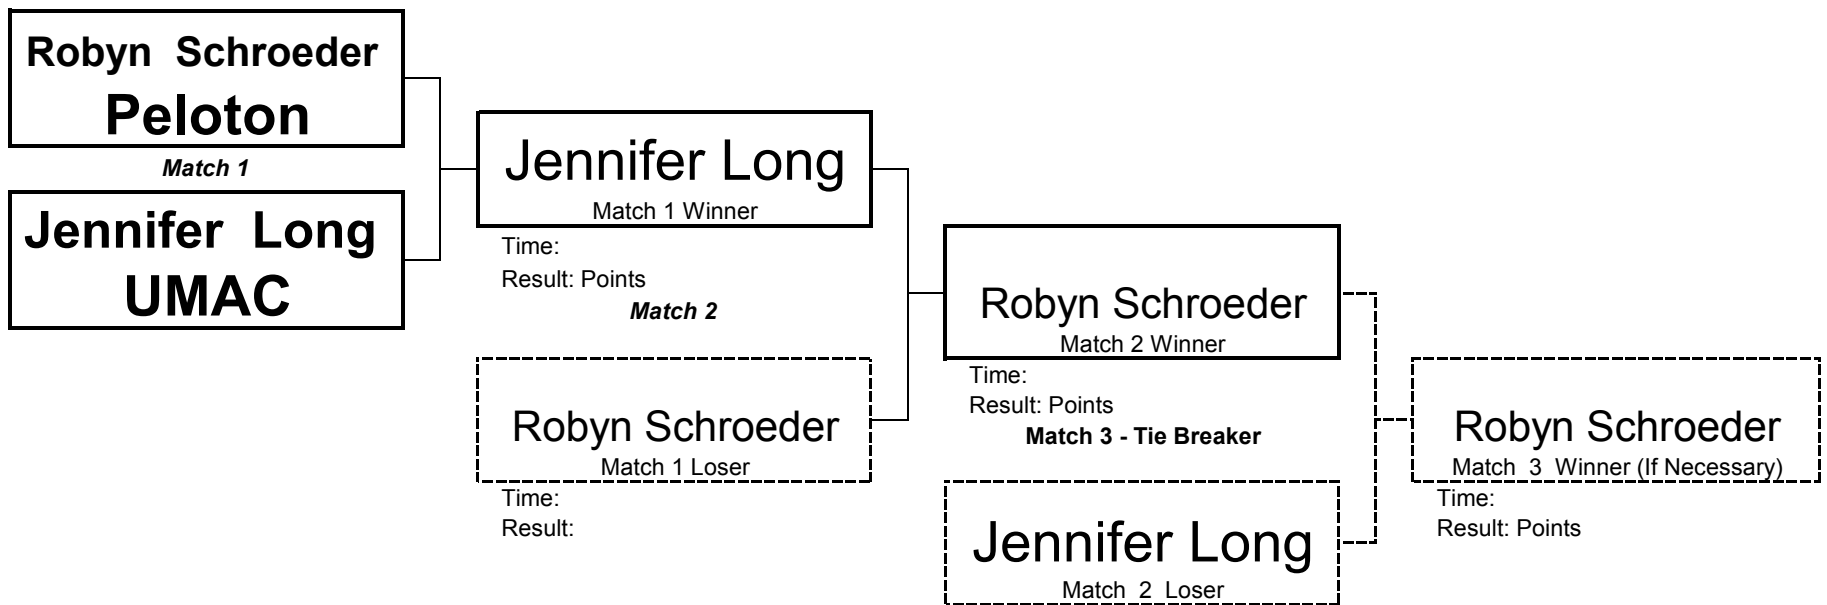 Robyn  Schroeder
Peloton
Match 1
Jennifer  Long
UMAC
Jennifer Long
Match 1 Winner
Time:
Result: Points
Match 2
Robyn Schroeder
Match 1 Loser
Time:
Result:
Robyn Schroeder
Match 2 Winner
Time:
Result: Points
Match 3 - Tie Breaker
Jennifer Long
Match  2  Loser
Robyn Schroeder
Match  3  Winner (If Necessary)
Time:
Result: Points